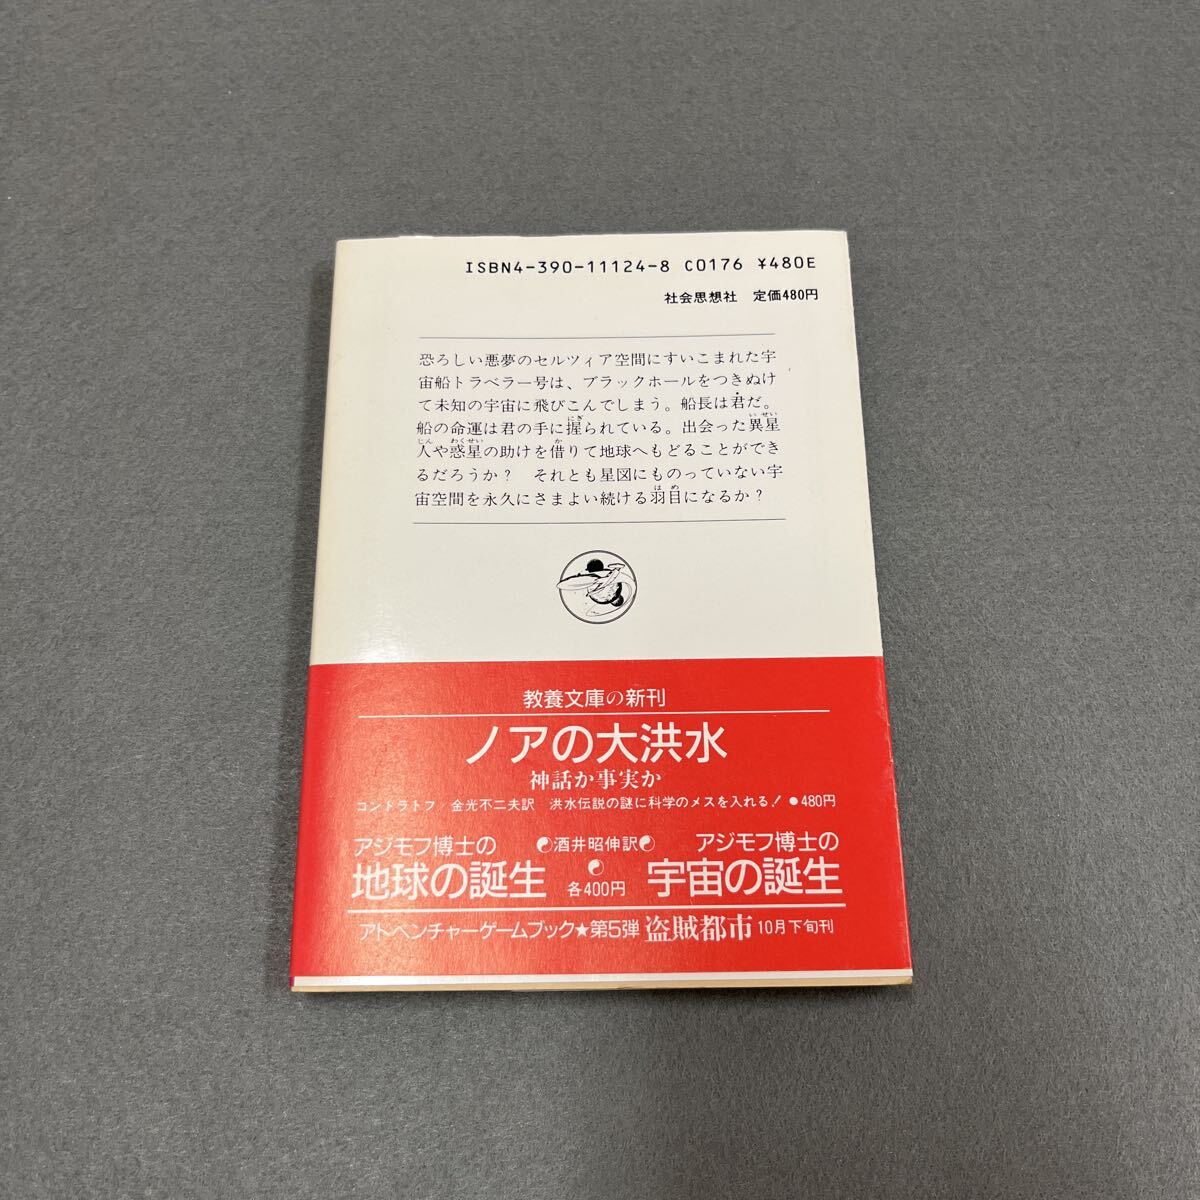 ISBN4-390-11124-8 C0176 ¥480E
社会思想社　定価480円
恐ろしい悪夢のセルツィア空間にすいこまれた宇
宙船トラベラー号は、ブラックホールをつきぬけ
て未知の宇宙に飛びこんでしまう。船長は君だ。
船の命運は君の手に握られている。出会った異星
人や惑星の助けを借りて地球へもどることができ
るだろうか？　それとも星図にものっていない宇
宙空間を永久にさまよい続ける羽目になるか？
教養文庫の新刊
ノアの大洪水
神話か事実か
コンドラトフ／金光不二夫訳　洪水伝説の謎に科学のメスを入れる！●480円
アジモフ博士の　酒井昭伸訳　アジモフ博士の
地球の誕生　各400円　宇宙の誕生
アドベンチャーゲームブック★第5弾 盗賊都市 10月下旬刊